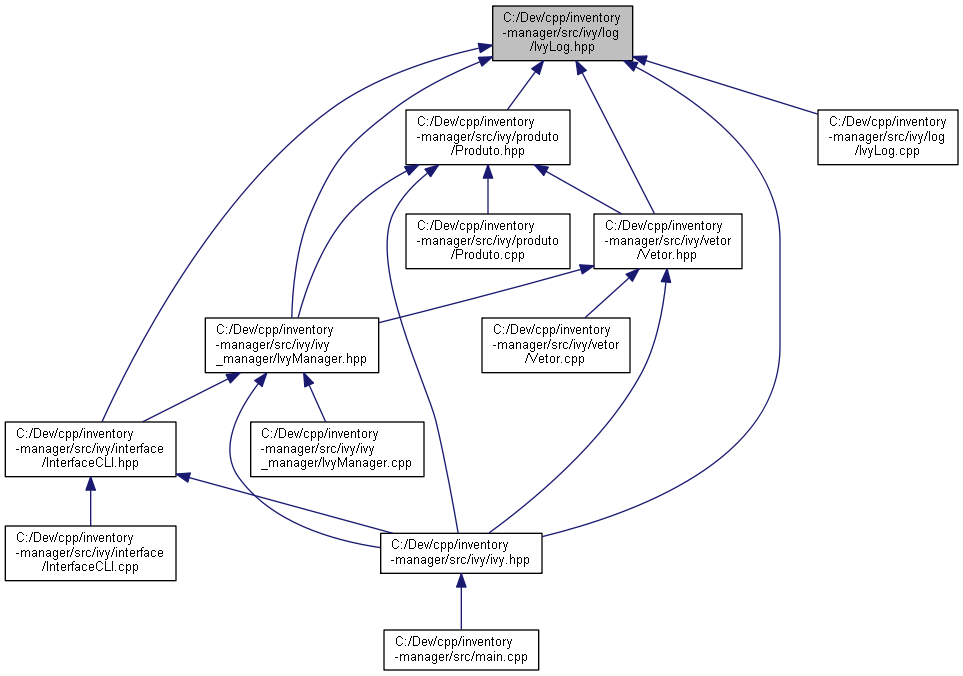 C:/Dev/cpp/inventory
-manager/src/ivy/log
/IvyLog.hpp
C:/Dev/cpp/inventory
-manager/src/ivy/produto
/Produto.hpp
C:/Dev/cpp/inventory
-manager/src/ivy/log
/IvyLog.cpp
C:/Dev/cpp/inventory
-manager/src/ivy/produto
/Produto.cpp
C:/Dev/cpp/inventory
-manager/src/ivy/vetor
/Vetor.hpp
C:/Dev/cpp/inventory
-manager/src/ivy/ivy
_manager/IvyManager.hpp
C:/Dev/cpp/inventory
-manager/src/ivy/vetor
/Vetor.cpp
C:/Dev/cpp/inventory
-manager/src/ivy/interface
/InterfaceCLI.hpp
C:/Dev/cpp/inventory
-manager/src/ivy/ivy
_manager/IvyManager.cpp
C:/Dev/cpp/inventory
-manager/src/ivy/interface
/InterfaceCLI.cpp
C:/Dev/cpp/inventory
-manager/src/ivy/ivy.hpp
C:/Dev/cpp/inventory
-manager/src/main.cpp